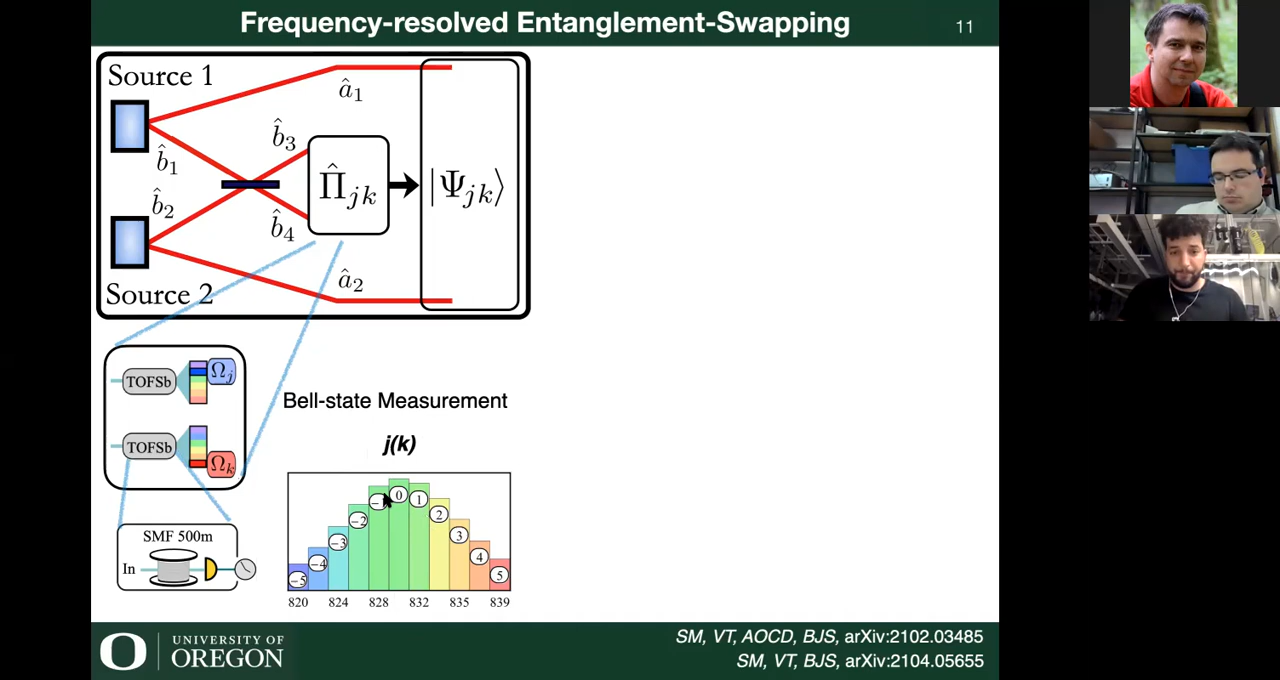 Frequency-resolved Entanglement-Swapping
11
Source 1
â₁
b̂₃
b̂₁
Π̂jk
|Ψjk⟩
b̂₂
b̂₄
â₂
Source 2
TOFSb
Ωj
TOFSb
Ωk
Bell-state Measurement
j(k)
SMF 500m
In
-5 -4 -3 -2 -1 0 1 2 3 4 5
820 824 828 832 835 839
O
UNIVERSITY OF
OREGON
SM, VT, AOCD, BJS, arXiv:2102.03485
SM, VT, BJS, arXiv:2104.05655